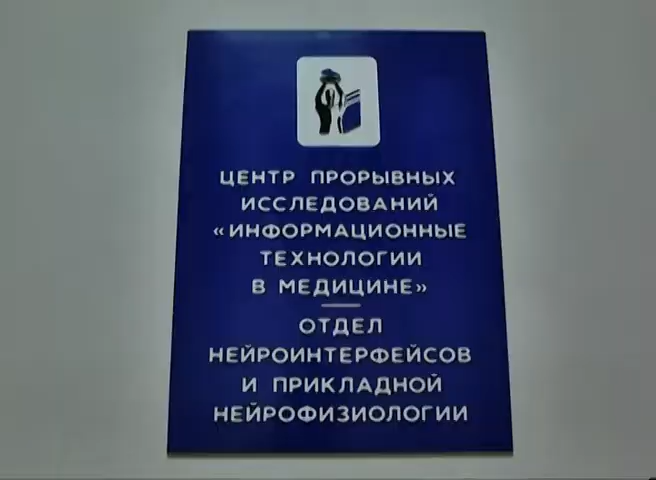 ЦЕНТР ПРОРЫВНЫХ
ИССЛЕДОВАНИЙ
«ИНФОРМАЦИОННЫЕ
ТЕХНОЛОГИИ
В МЕДИЦИНЕ»
ОТДЕЛ
НЕЙРОИНТЕРФЕЙСОВ
И ПРИКЛАДНОЙ
НЕЙРОФИЗИОЛОГИИ